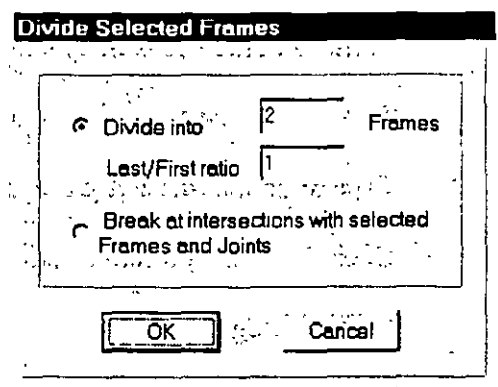 Divide Selected Frames
Divide into 2 Frames
Last/First ratio 1
Break at intersections with selected
Frames and Joints
OK Cancel